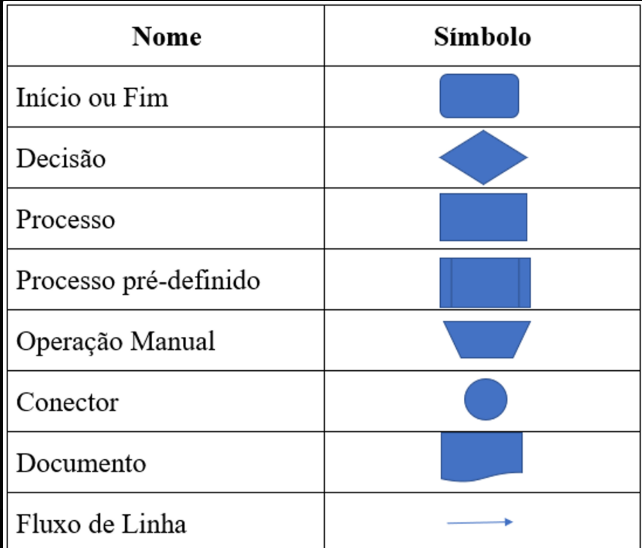 Nome Símbolo
Início ou Fim
Decisão
Processo
Processo pré-definido
Operação Manual
Conector
Documento
Fluxo de Linha